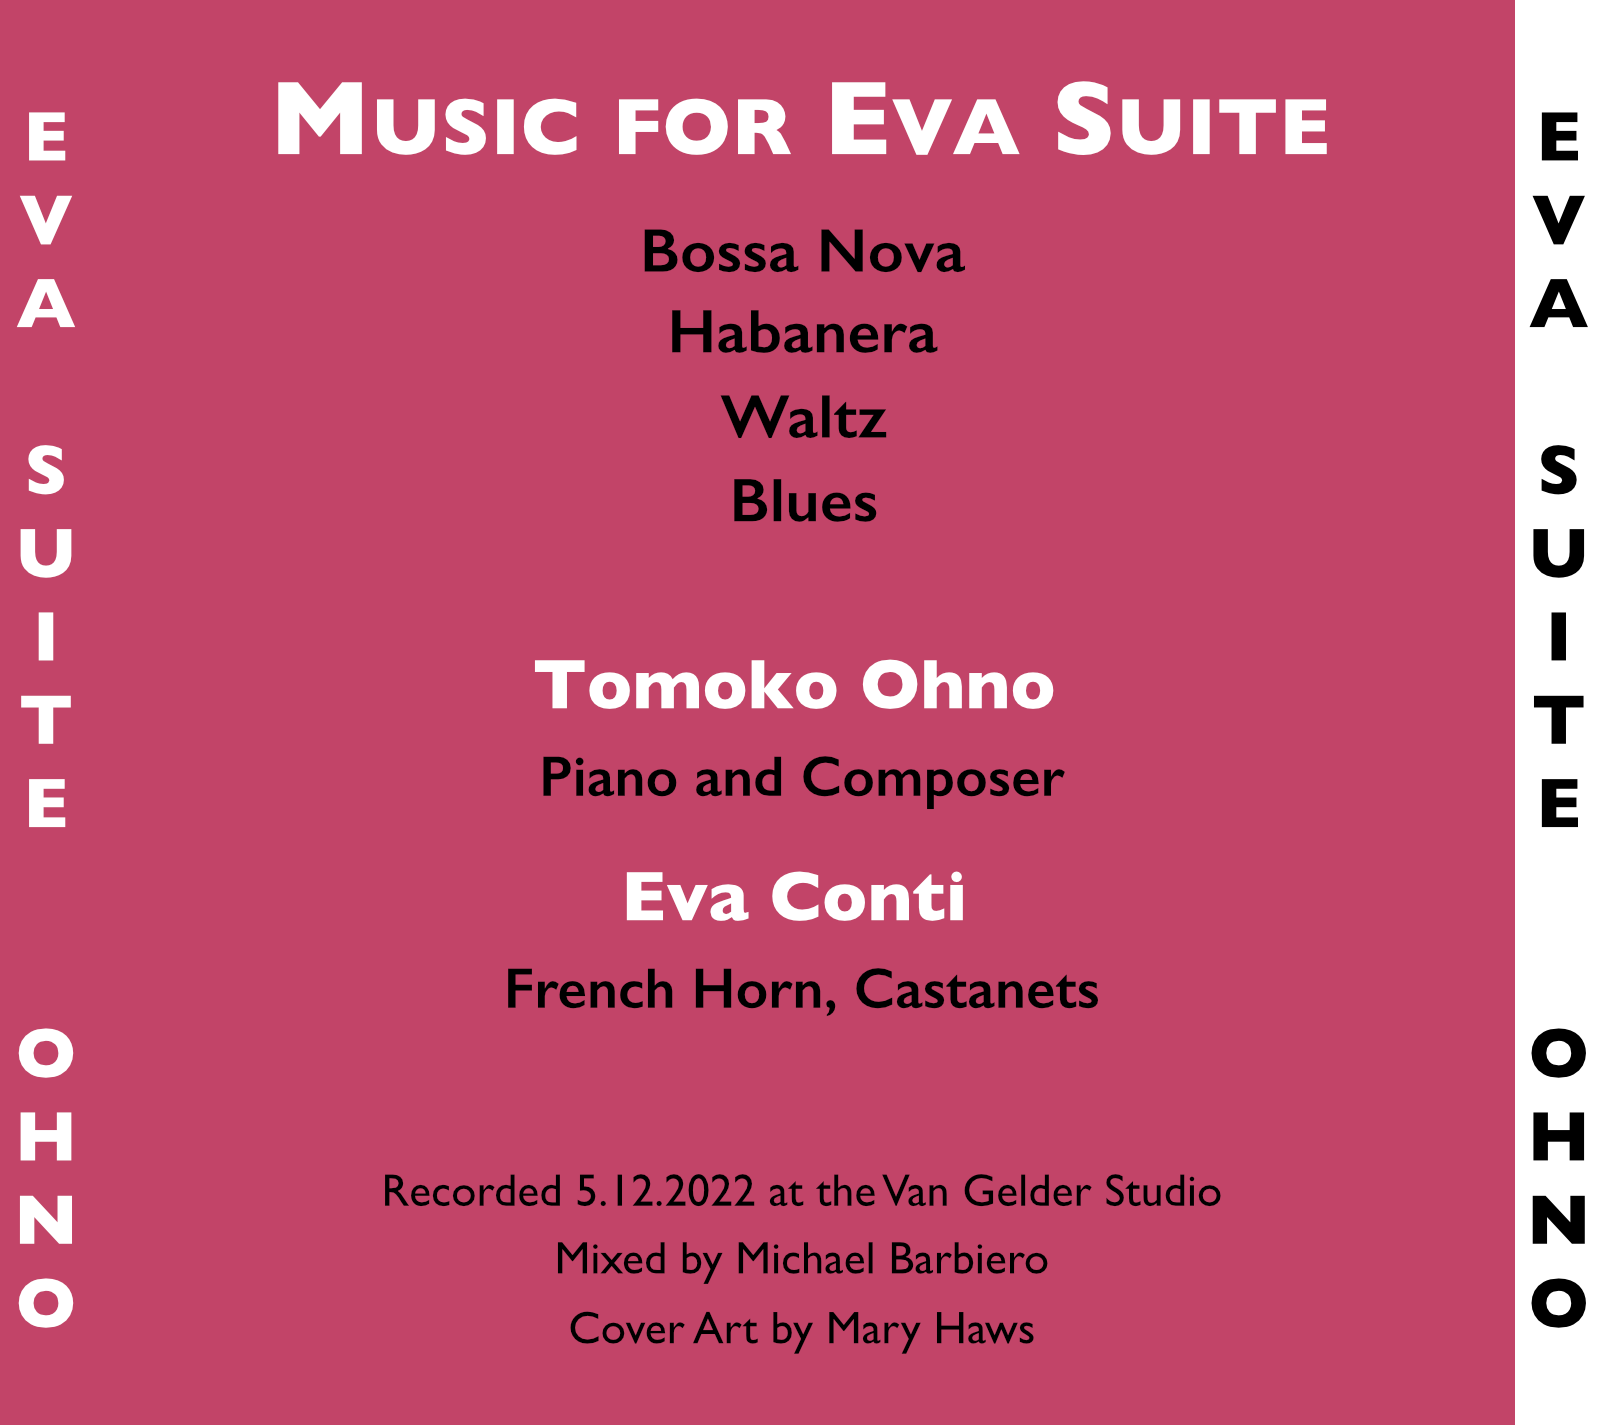 EVA SUITE OHNO
MUSIC FOR EVA SUITE
Bossa Nova
Habanera
Waltz
Blues
Tomoko Ohno
Piano and Composer
Eva Conti
French Horn, Castanets
Recorded 5.12.2022 at the Van Gelder Studio
Mixed by Michael Barbiero
Cover Art by Mary Haws
EVA SUITE OHNO